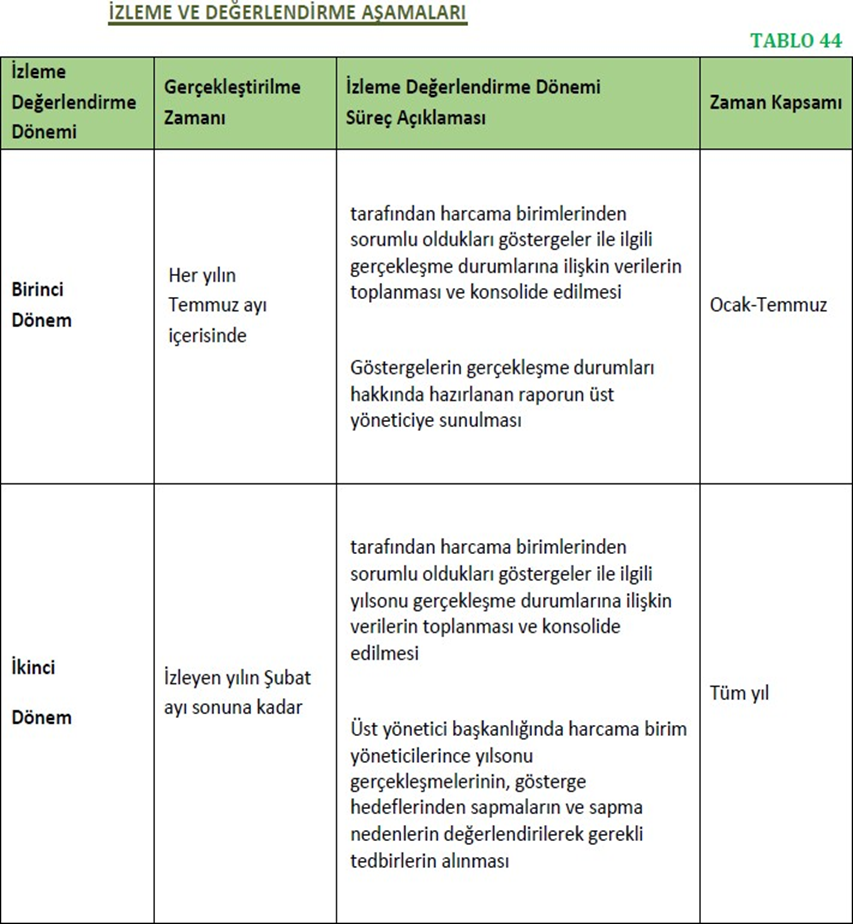 İZLEME VE DEĞERLENDİRME AŞAMALARI
TABLO 44
İzleme
Değerlendirme
Dönemi
Gerçekleştirilme
Zamanı
İzleme Değerlendirme Dönemi
Süreç Açıklaması
Zaman Kapsamı
Birinci
Dönem
Her yılın
Temmuz ayı
içerisinde
tarafından harcama birimlerinden
sorumlu oldukları göstergeler ile ilgili
gerçekleşme durumlarına ilişkin verilerin
toplanması ve konsolide edilmesi
Göstergelerin gerçekleşme durumları
hakkında hazırlanan raporun üst
yöneticiye sunulması
Ocak-Temmuz
İkinci
Dönem
İzleyen yılın Şubat
ayı sonuna kadar
tarafından harcama birimlerinden
sorumlu oldukları göstergeler ile ilgili
yılsonu gerçekleşme durumlarına ilişkin
verilerin toplanması ve konsolide
edilmesi
Üst yönetici başkanlığında harcama birim
yöneticilerince yılsonu
gerçekleşmelerinin, gösterge
hedeflerinden sapmaların ve sapma
nedenlerin değerlendirilerek gerekli
tedbirlerin alınması
Tüm yıl